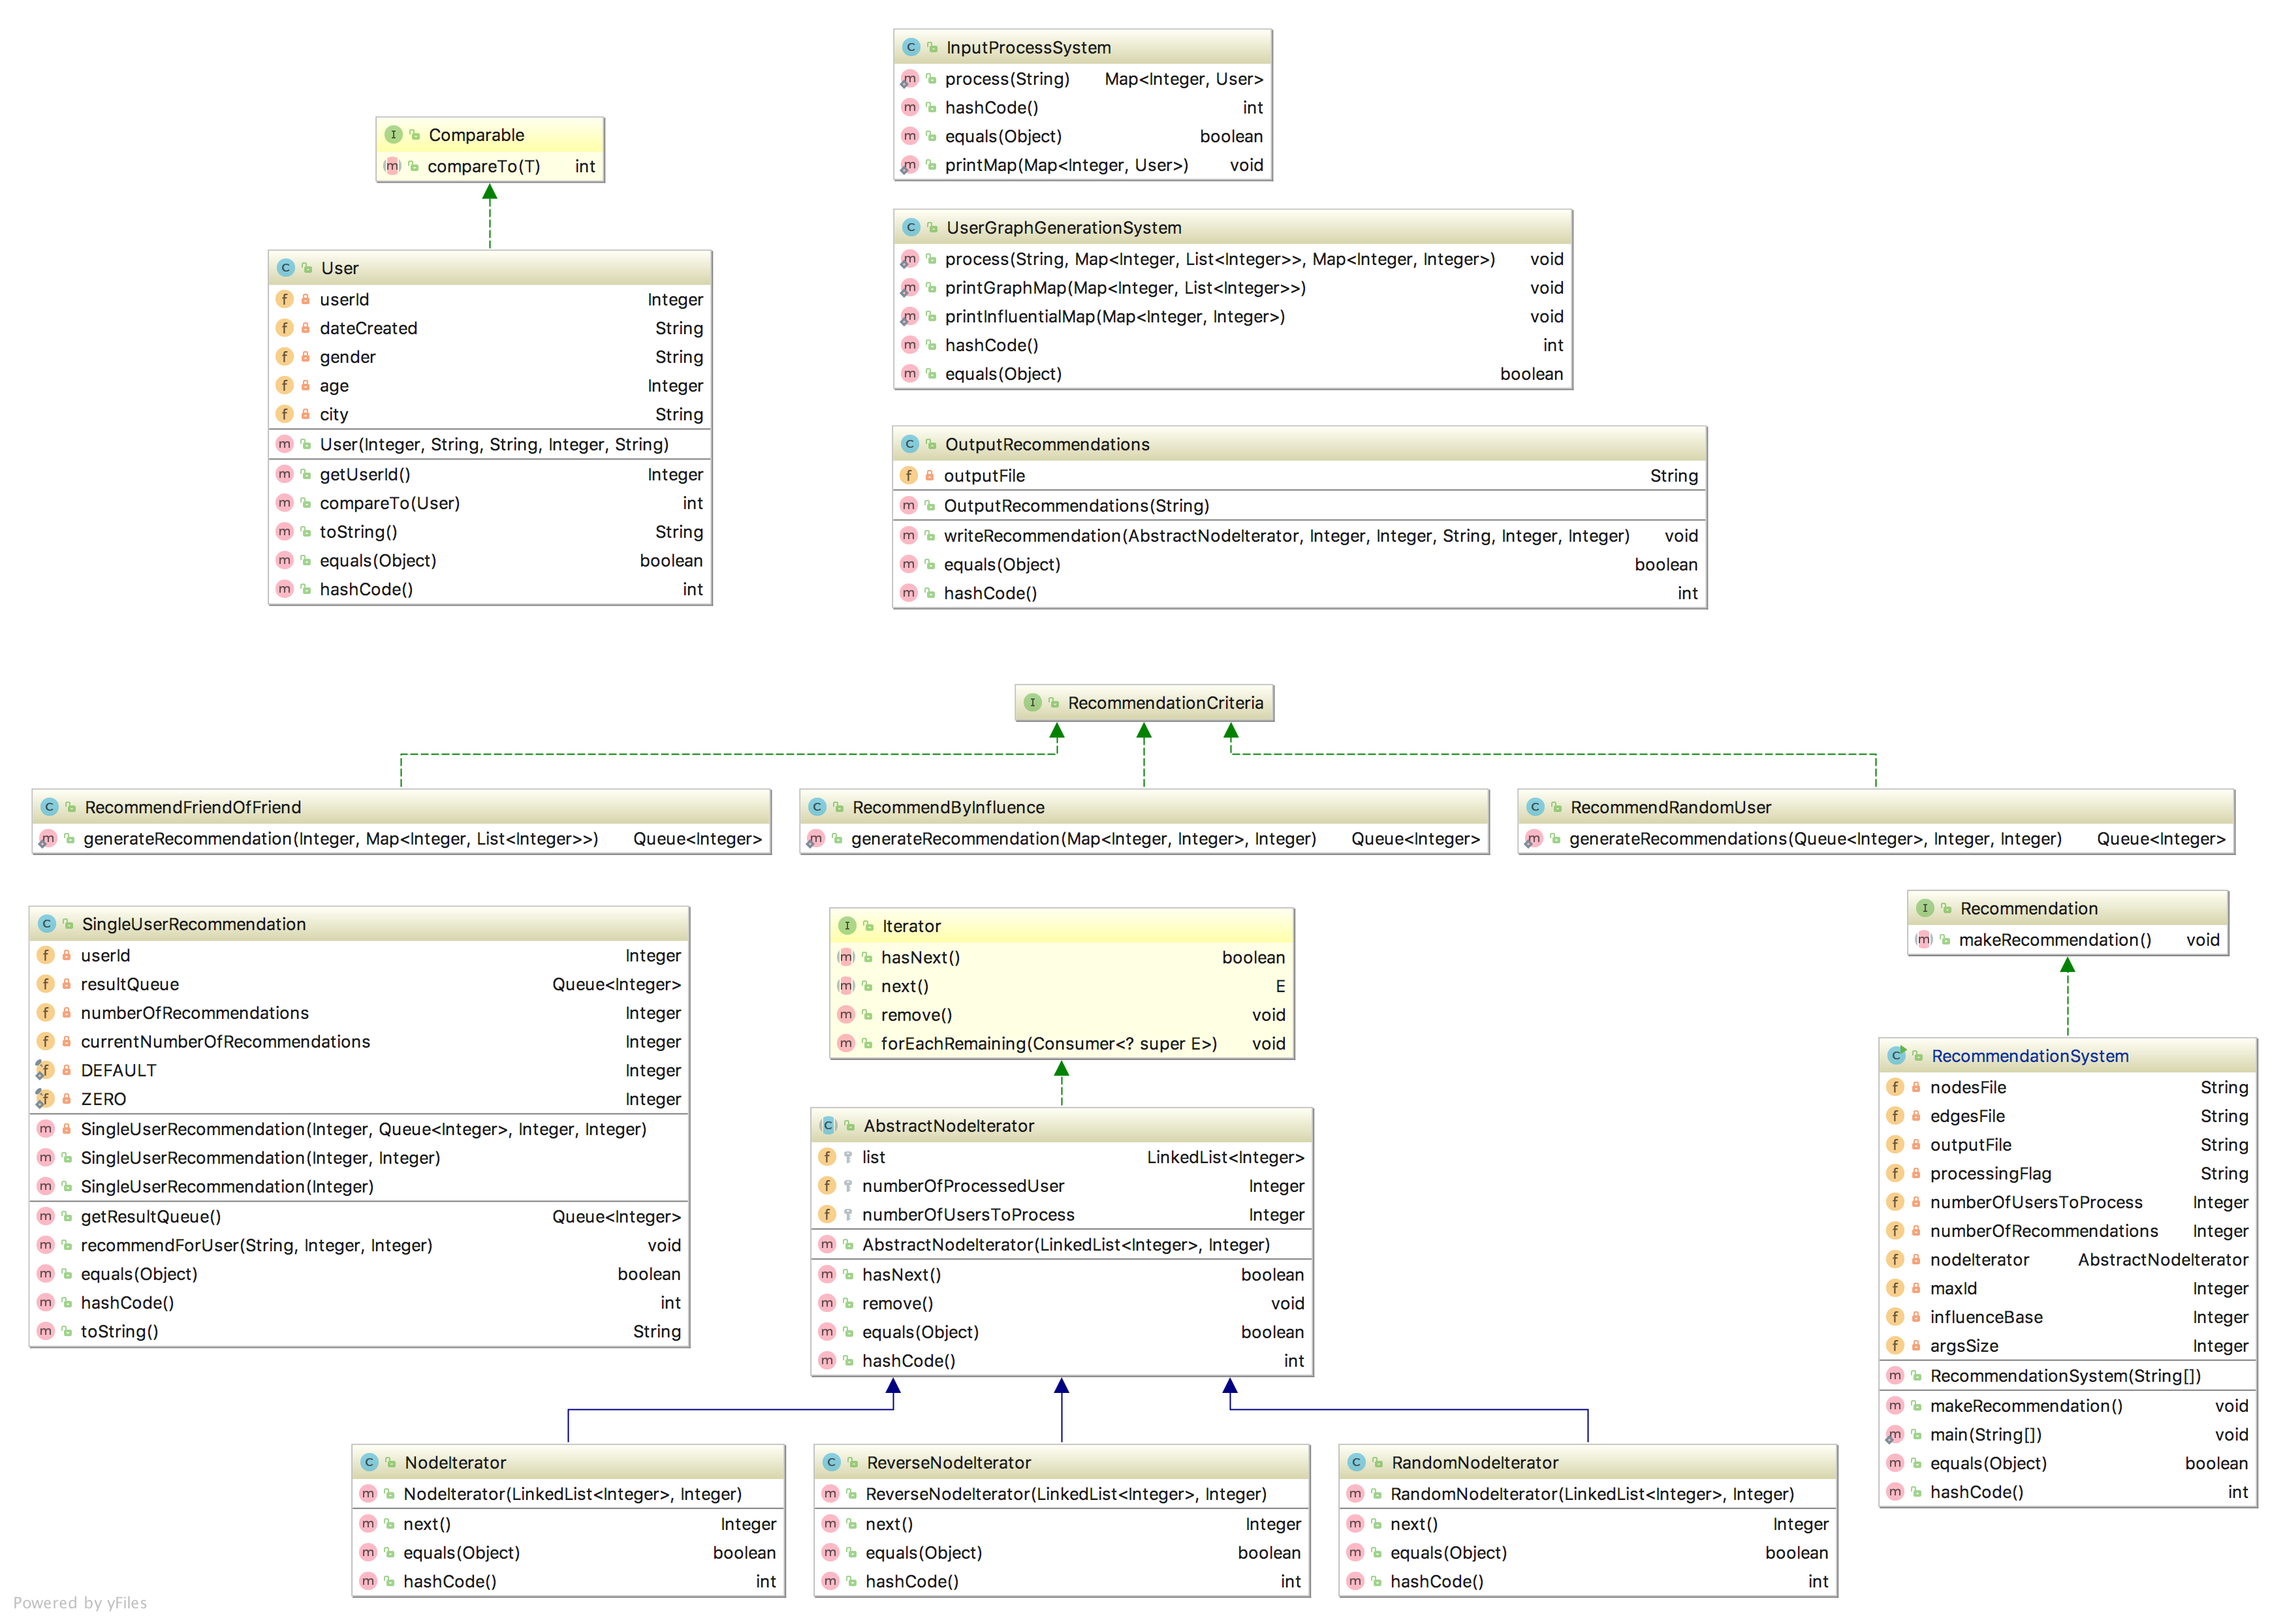 InputProcessSystem
process(String) Map<Integer, User>
hashCode() int
equals(Object) boolean
printMap(Map<Integer, User>) void
Comparable
compareTo(T) int
UserGraphGenerationSystem
process(String, Map<Integer, List<Integer>>, Map<Integer, Integer>) void
printGraphMap(Map<Integer, List<Integer>>) void
printInfluentialMap(Map<Integer, Integer>) void
hashCode() int
equals(Object) boolean
User
userId Integer
dateCreated String
gender String
age Integer
city String
User(Integer, String, String, Integer, String)
getUserId() Integer
compareTo(User) int
toString() String
equals(Object) boolean
hashCode() int
OutputRecommendations
outputFile String
OutputRecommendations(String)
writeRecommendation(AbstractNodeIterator, Integer, Integer, String, Integer, Integer) void
equals(Object) boolean
hashCode() int
RecommendationCriteria
RecommendFriendOfFriend
generateRecommendation(Integer, Map<Integer, List<Integer>>) Queue<Integer>
RecommendByInfluence
generateRecommendation(Map<Integer, Integer>, Integer) Queue<Integer>
RecommendRandomUser
generateRecommendations(Queue<Integer>, Integer, Integer) Queue<Integer>
SingleUserRecommendation
userId Integer
resultQueue Queue<Integer>
numberOfRecommendations Integer
currentNumberOfRecommendations Integer
DEFAULT Integer
ZERO Integer
SingleUserRecommendation(Integer, Queue<Integer>, Integer, Integer)
SingleUserRecommendation(Integer, Integer)
SingleUserRecommendation(Integer)
getResultQueue() Queue<Integer>
recommendForUser(String, Integer, Integer) void
equals(Object) boolean
hashCode() int
toString() String
Iterator
hasNext() boolean
next() E
remove() void
forEachRemaining(Consumer<? super E>) void
AbstractNodeIterator
list LinkedList<Integer>
numberOfProcessedUser Integer
numberOfUsersToProcess Integer
AbstractNodeIterator(LinkedList<Integer>, Integer)
hasNext() boolean
remove() void
equals(Object) boolean
hashCode() int
Recommendation
makeRecommendation() void
RecommendationSystem
nodesFile String
edgesFile String
outputFile String
processingFlag String
numberOfUsersToProcess Integer
numberOfRecommendations Integer
nodeIterator AbstractNodeIterator
maxId Integer
influenceBase Integer
argsSize Integer
RecommendationSystem(String[])
makeRecommendation() void
main(String[]) void
equals(Object) boolean
hashCode() int
NodeIterator
NodeIterator(LinkedList<Integer>, Integer)
next() Integer
equals(Object) boolean
hashCode() int
ReverseNodeIterator
ReverseNodeIterator(LinkedList<Integer>, Integer)
next() Integer
equals(Object) boolean
hashCode() int
RandomNodeIterator
RandomNodeIterator(LinkedList<Integer>, Integer)
next() Integer
equals(Object) boolean
hashCode() int
Powered by yFiles